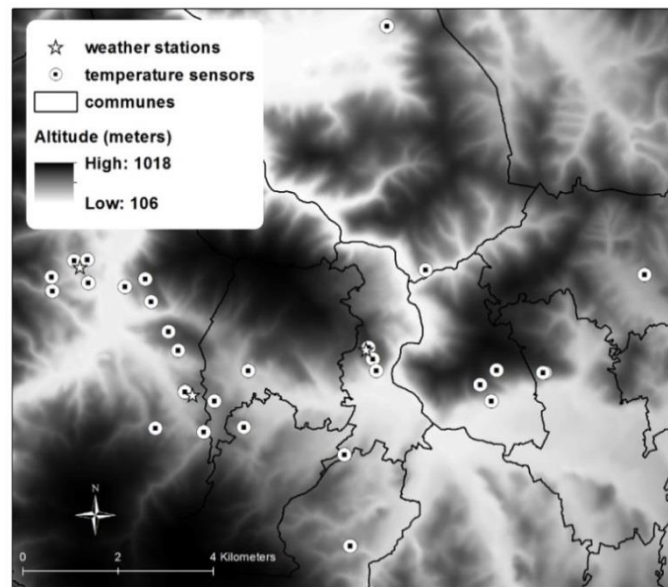 weather stations
temperature sensors
communes
Altitude (meters)
High: 1018
Low: 106
N
0 2 4 Kilometers